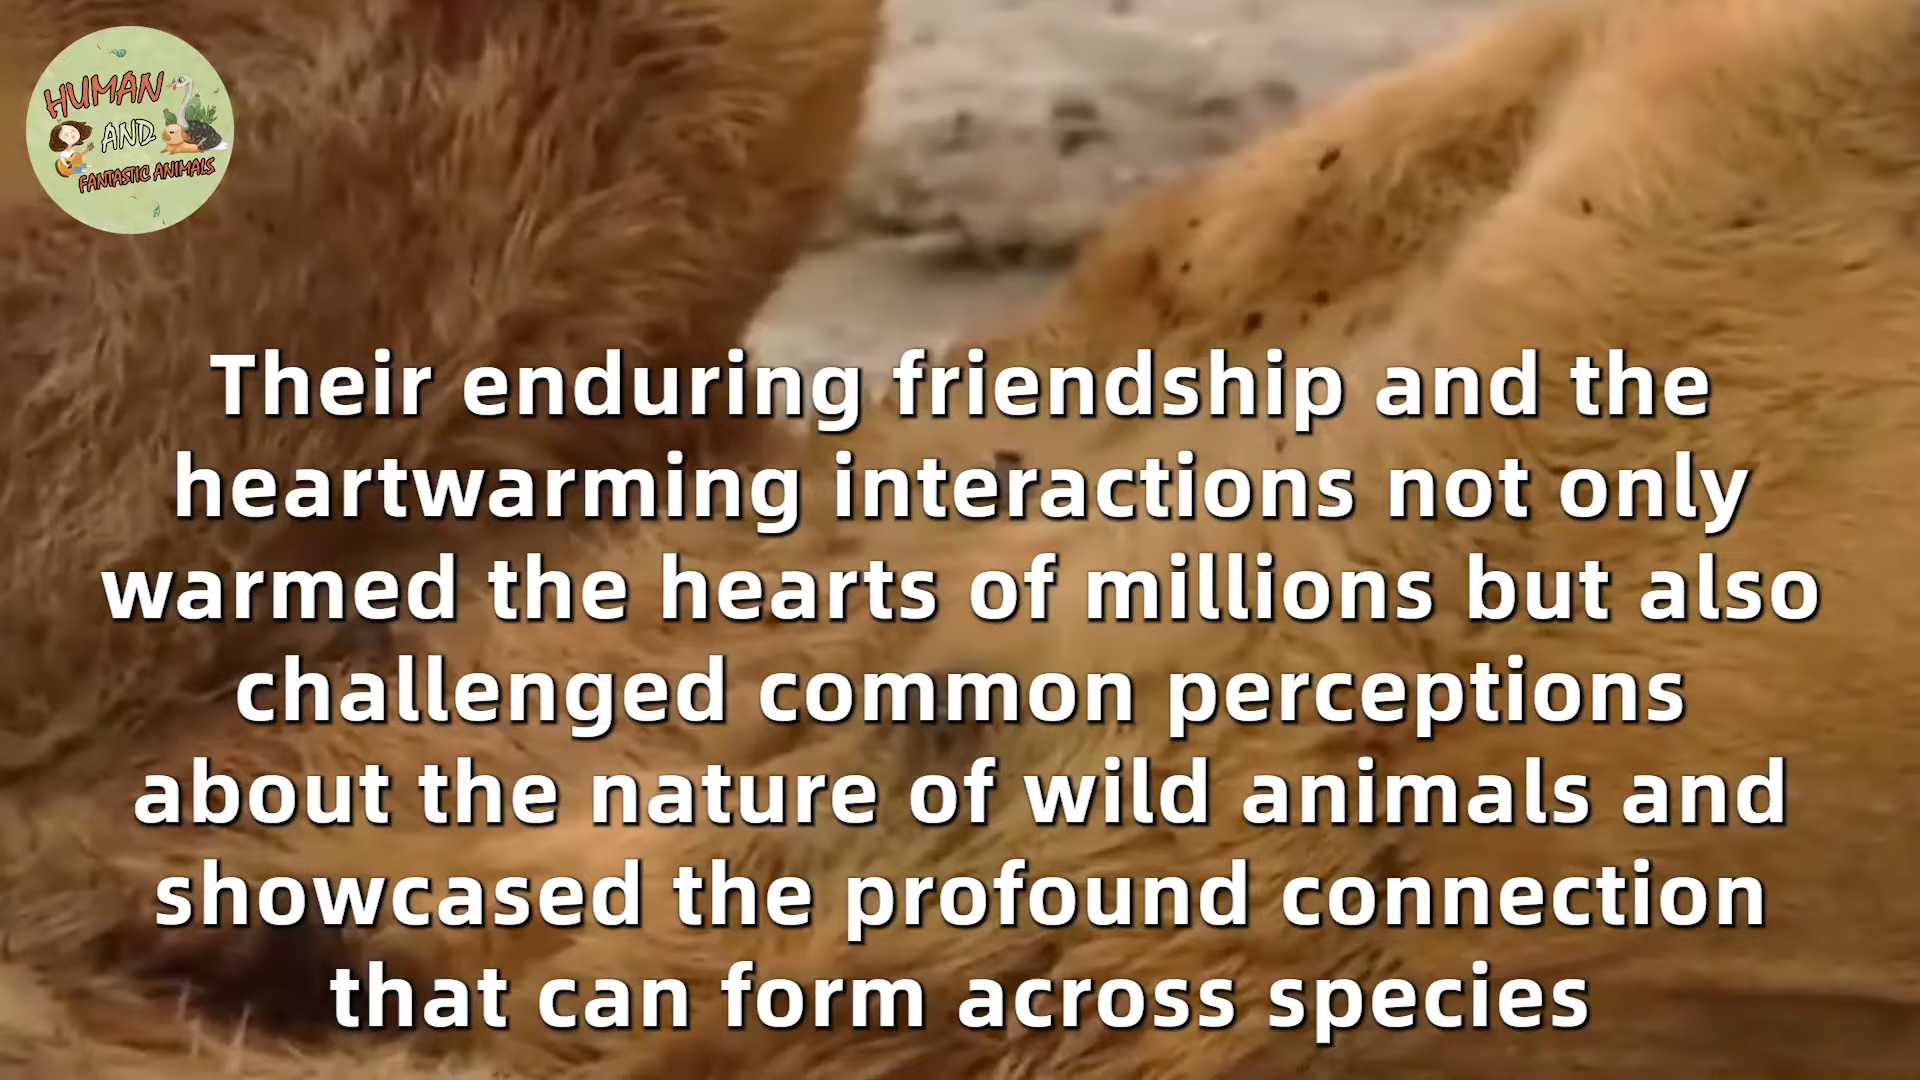 HUMAN
AND
FANTASTIC ANIMALS
Their enduring friendship and the
heartwarming interactions not only
warmed the hearts of millions but also
challenged common perceptions
about the nature of wild animals and
showcased the profound connection
that can form across species